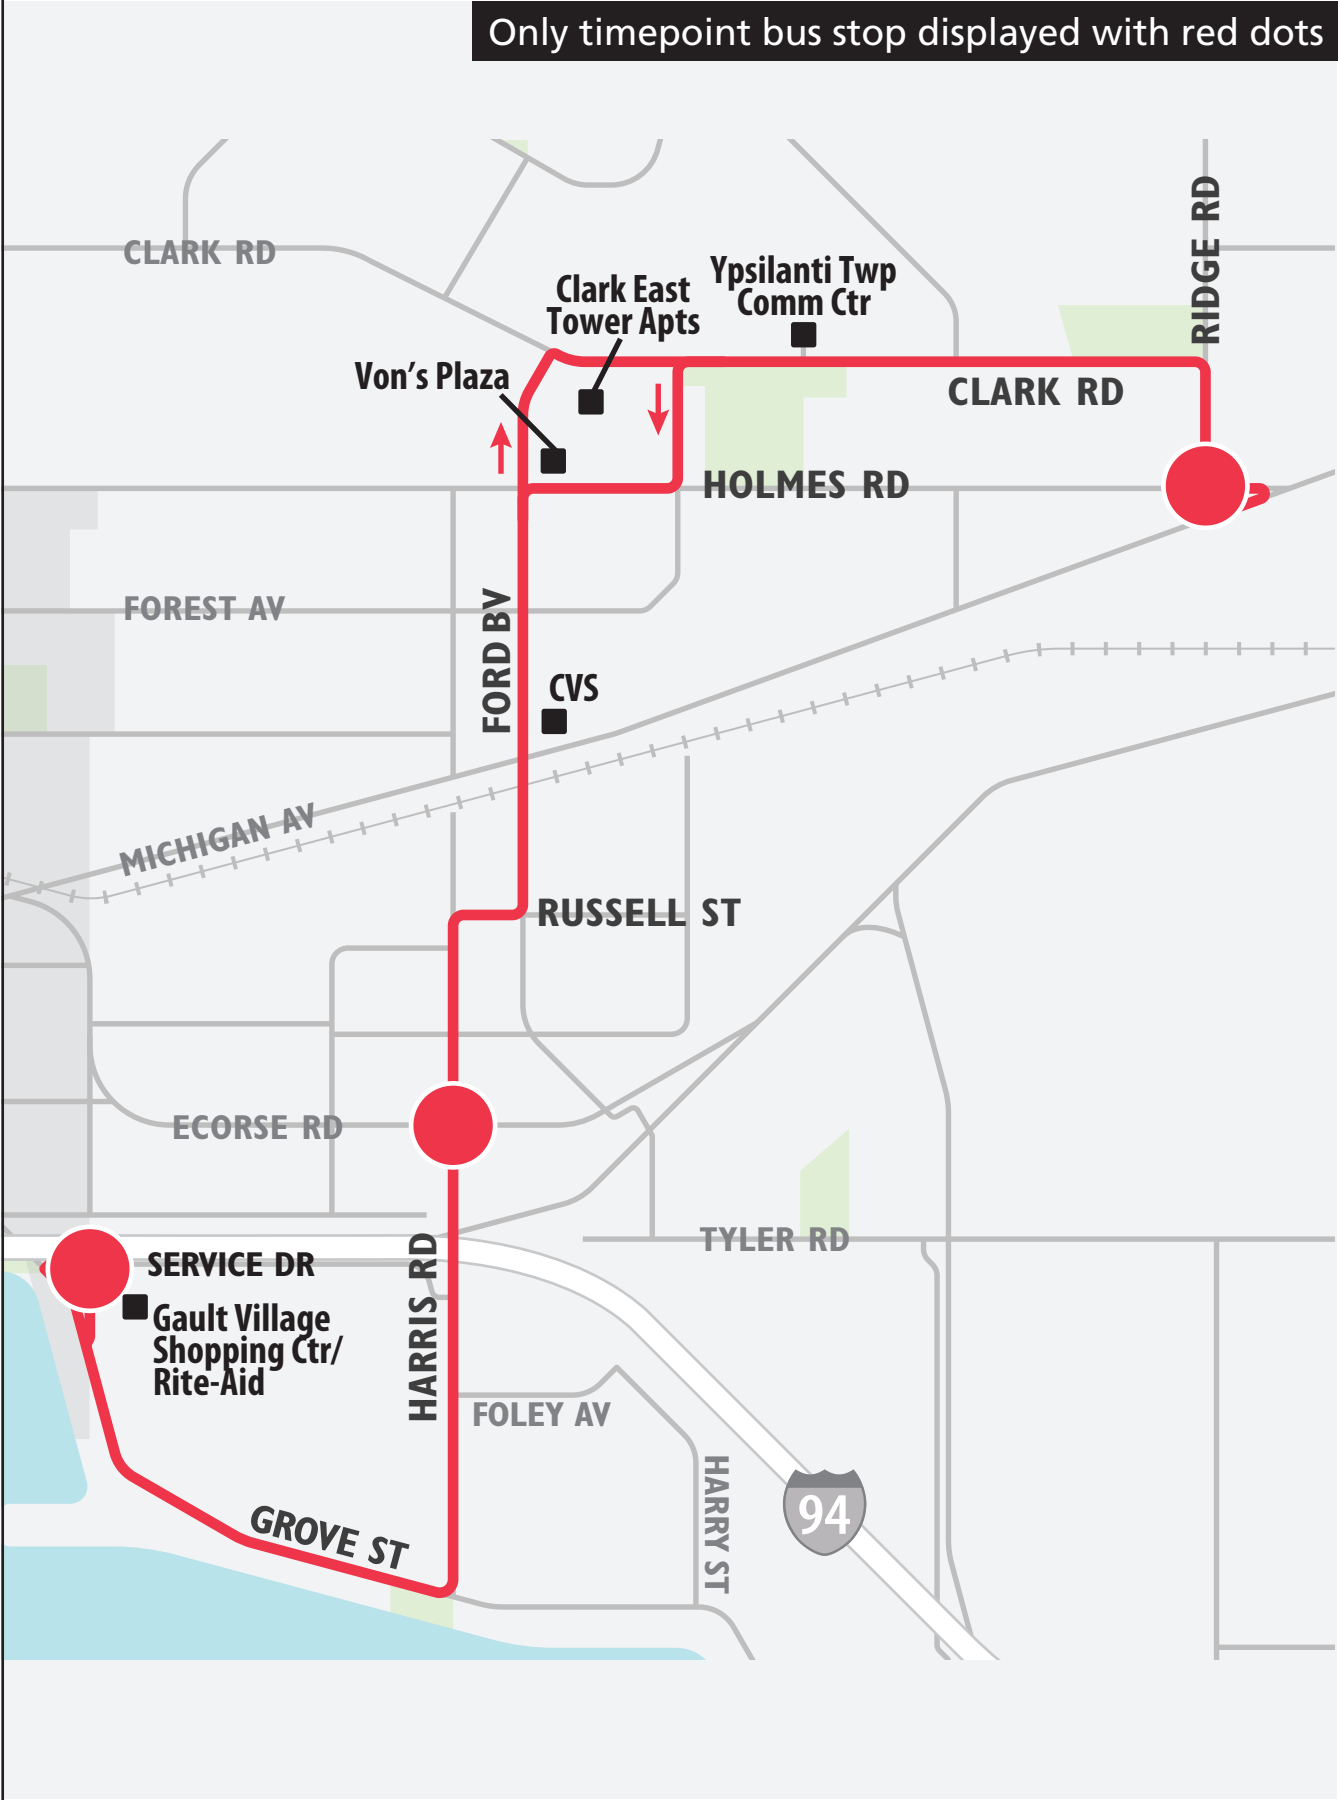 Only timepoint bus stop displayed with red dots
RIDGE RD
CLARK RD
Ypsilanti Twp
Comm Ctr
Clark East
Tower Apts
Von's Plaza
CLARK RD
HOLMES RD
FOREST AV
FORD BV
CVS
MICHIGAN AV
RUSSELL ST
ECORSE RD
TYLER RD
SERVICE DR
HARRIS RD
Gault Village
Shopping Ctr/
Rite-Aid
FOLEY AV
HARRY ST
94
GROVE ST